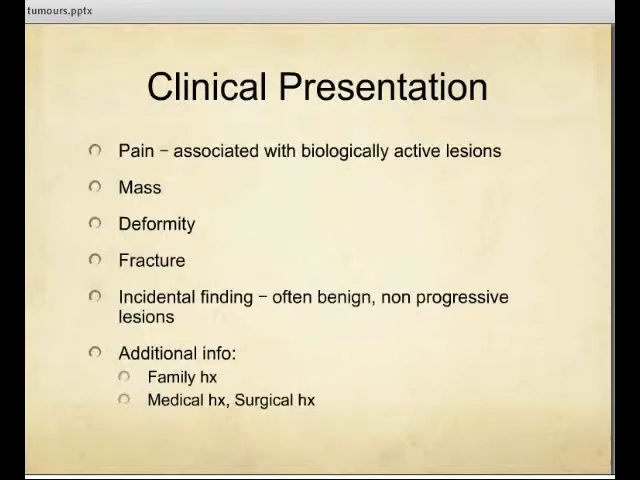 tumours.pptx
Clinical Presentation
Pain – associated with biologically active lesions
Mass
Deformity
Fracture
Incidental finding – often benign, non progressive
lesions
Additional info:
Family hx
Medical hx, Surgical hx